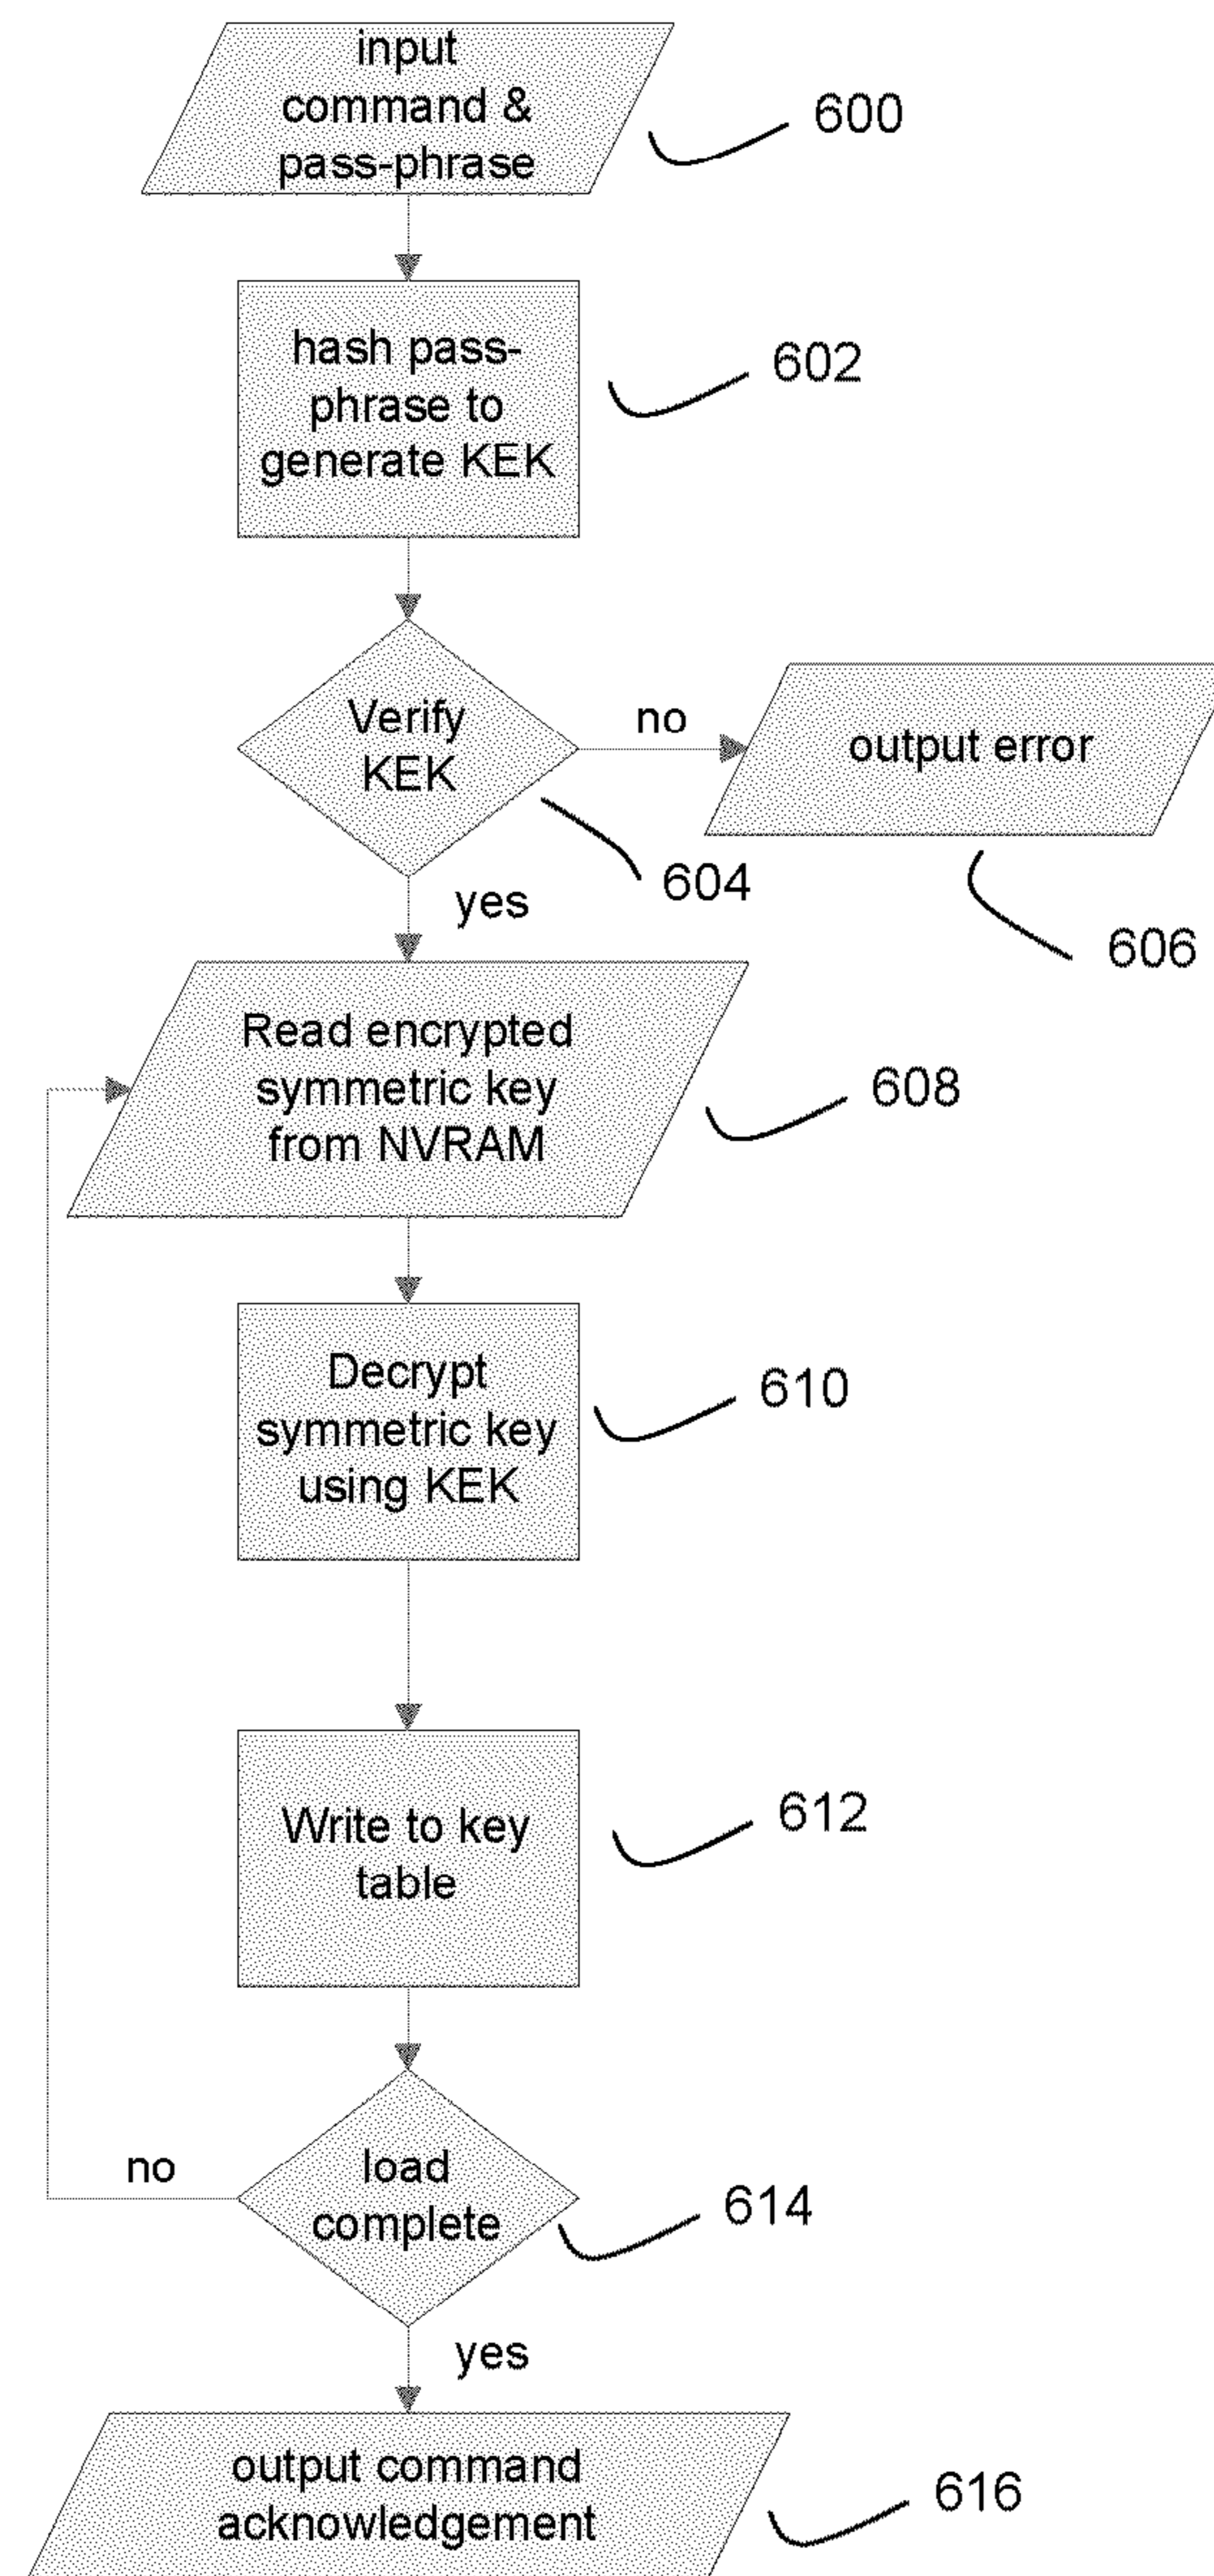 input
command &
pass-phrase
600
hash pass-
phrase to
generate KEK
602
Verify
KEK
no
output error
604
606
yes
Read encrypted
symmetric key
from NVRAM
608
Decrypt
symmetric key
using KEK
610
Write to key
table
612
no
load
complete
614
yes
output command
acknowledgement
616